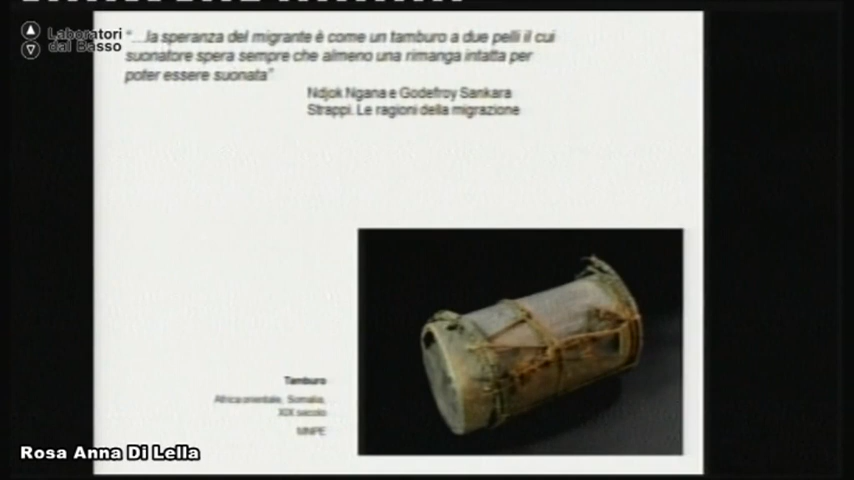 Laboratori
dal Basso
“…la speranza del migrante è come un tamburo a due pelli il cui
suonatore spera sempre che almeno una rimanga intatta per
poter essere suonata”
Ndjok Ngana e Godefroy Sankara
Strappi. Le ragioni della migrazione
Tamburo
Africa orientale, Somalia,
XIX secolo
MNPE
Rosa Anna Di Lella